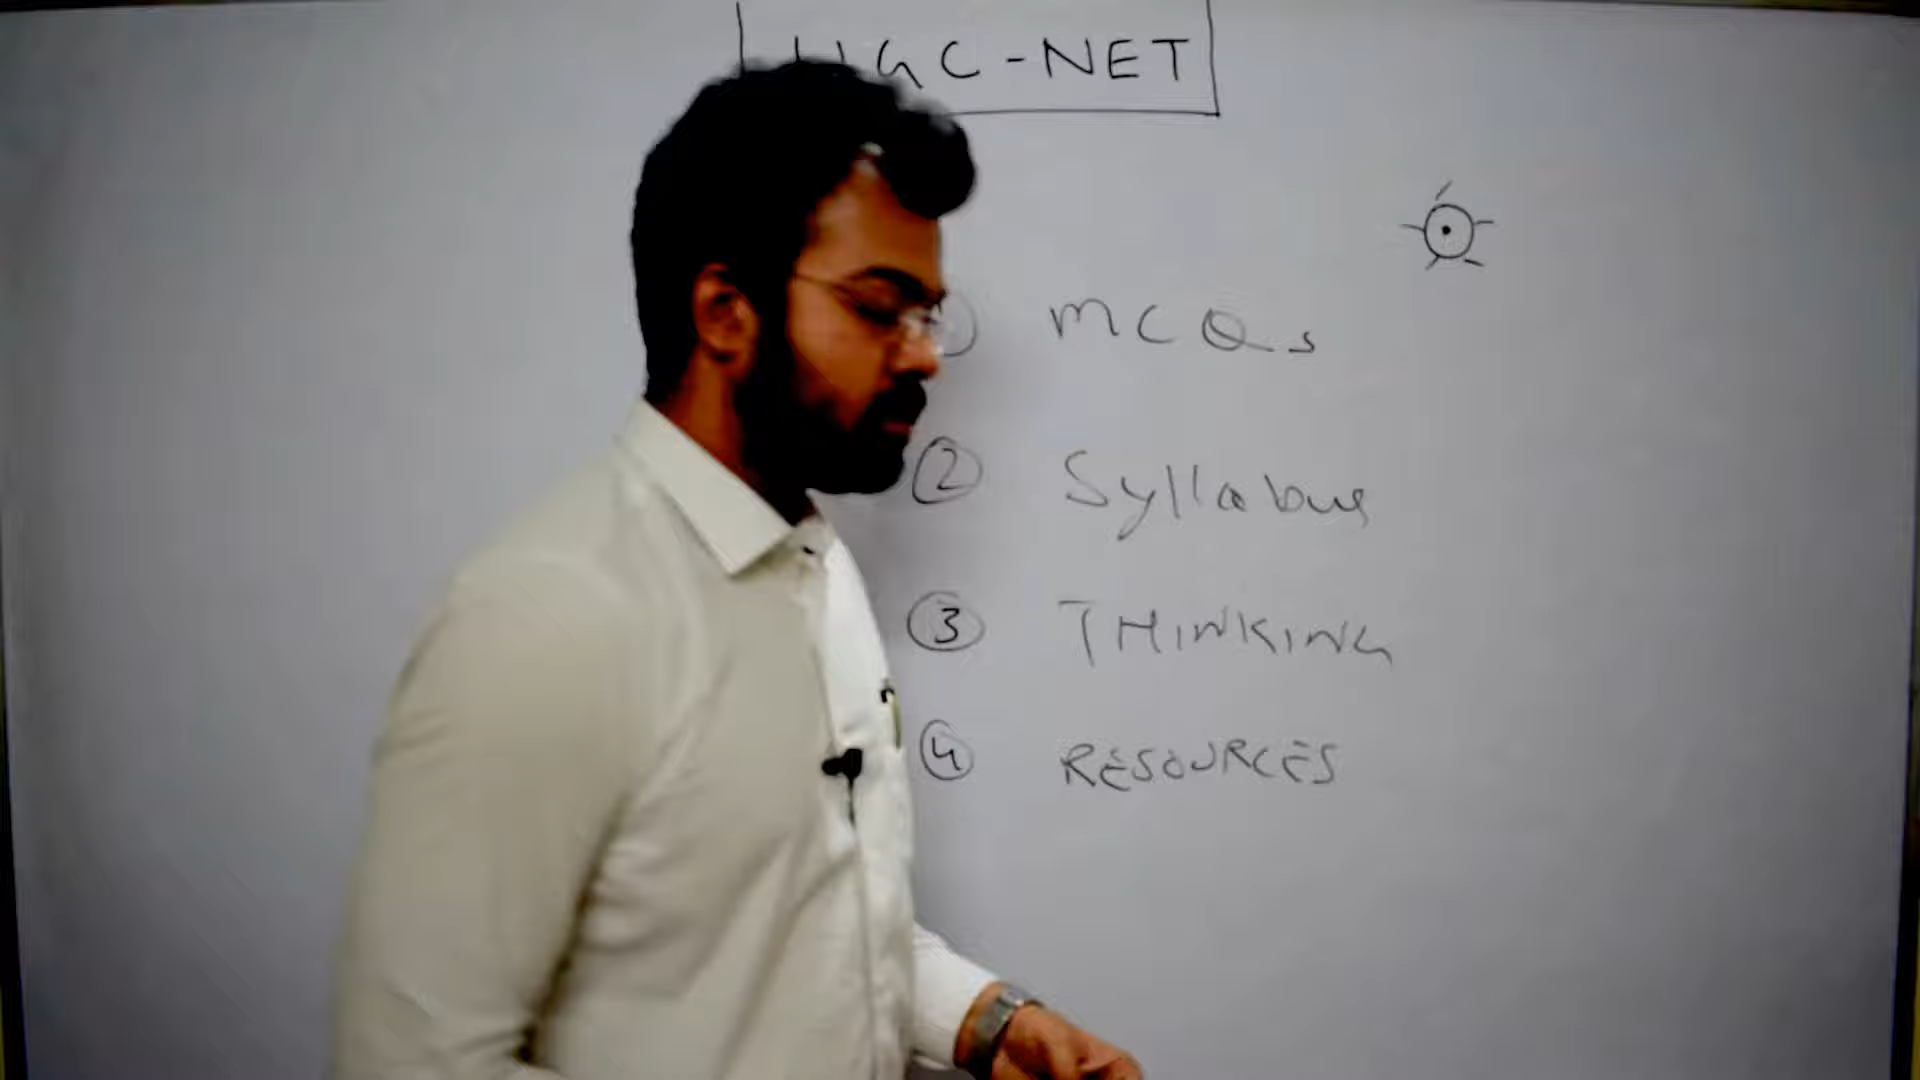 UGC-NET
MCQs
② Syllabus
③ THINKING
④ RESOURCES